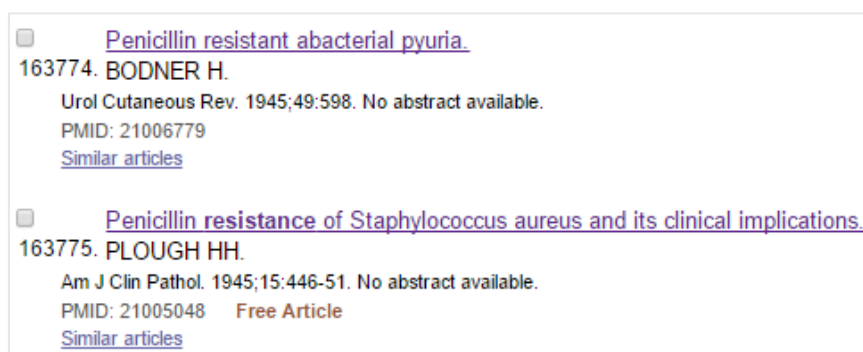 Penicillin resistant abacterial pyuria.
163774. BODNER H.
Urol Cutaneous Rev. 1945;49:598. No abstract available.
PMID: 21006779
Similar articles
Penicillin resistance of Staphylococcus aureus and its clinical implications.
163775. PLOUGH HH.
Am J Clin Pathol. 1945;15:446-51. No abstract available.
PMID: 21005048 Free Article
Similar articles